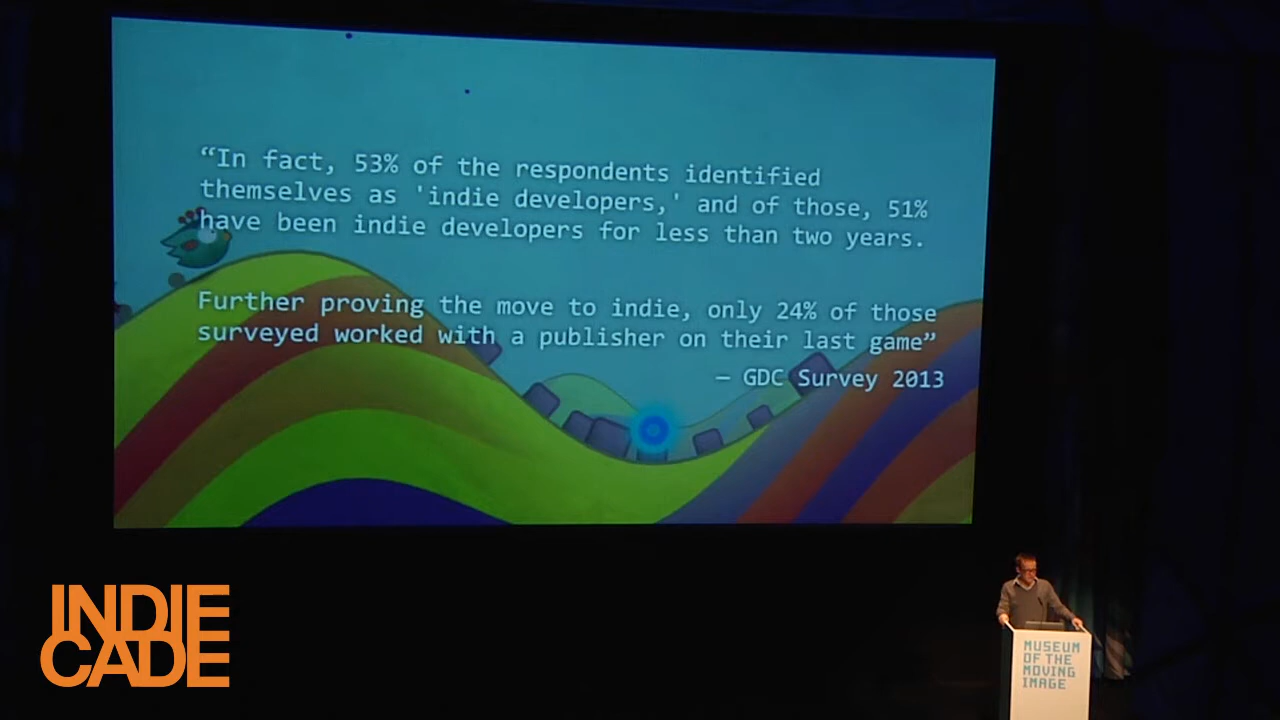 “In fact, 53% of the respondents identified
themselves as 'indie developers,' and of those, 51%
have been indie developers for less than two years.
Further proving the move to indie, only 24% of those
surveyed worked with a publisher on their last game”
— GDC Survey 2013
INDIE
CADE
MUSEUM
OF THE
MOVING
IMAGE